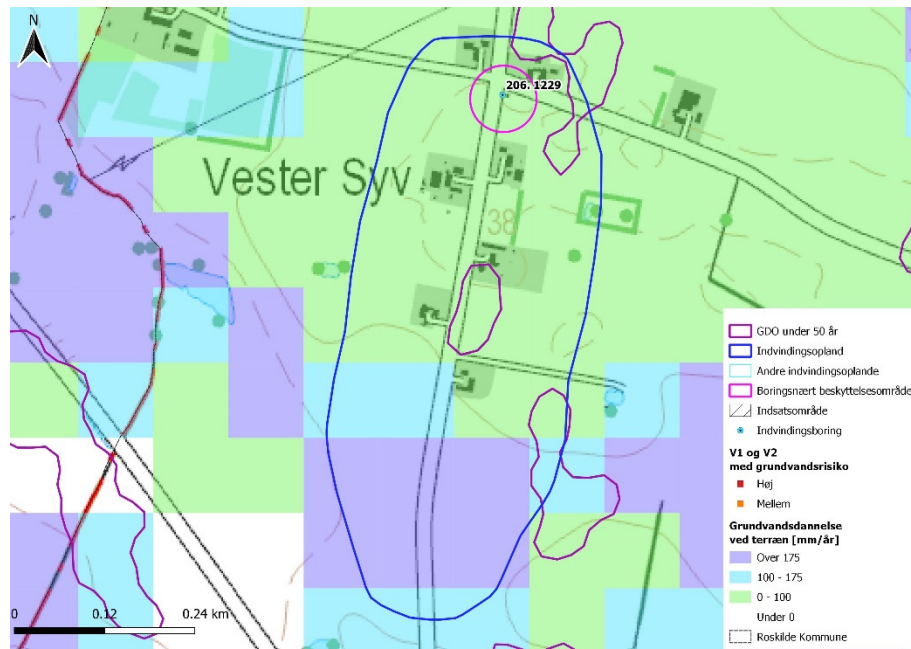 N
206. 1229
Vester Syv
38
GDO under 50 år
Indvindingsopland
Andre indvindingsoplande
Boringsnært beskyttelsesområde
Indsatsområde
Indvindingsboring
V1 og V2
med grundvandsrisiko
Høj
Mellem
Grundvandsdannelse
ved terræn [mm/år]
Over 175
100 - 175
0 - 100
Under 0
Roskilde Kommune
0 0.12 0.24 km